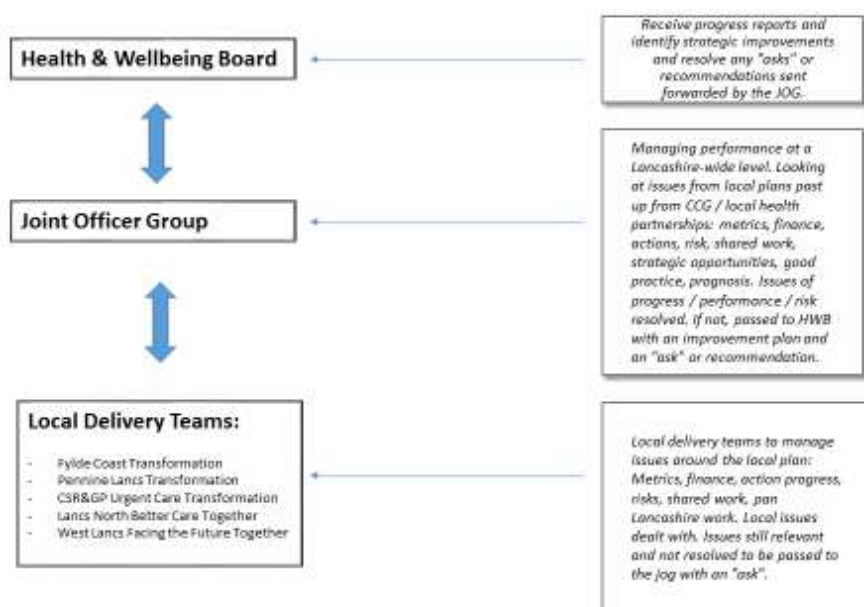 Health & Wellbeing Board
Receive progress reports and
identify strategic improvements
and resolve any "asks" or
recommendations sent
forwarded by the JOG.
Joint Officer Group
Managing performance at a
Lancashire-wide level. Looking
at issues from local plans past
up from CCG / local health
partnerships: metrics, finance,
actions, risk, shared work,
strategic opportunities, good
practice, prognosis. Issues of
progress / performance / risk
resolved. If not, passed to HWB
with an improvement plan and
an "ask" or recommendation.
Local Delivery Teams:
- Fylde Coast Transformation
- Pennine Lancs Transformation
- CSR&GP Urgent Care Transformation
- Lancs North Better Care Together
- West Lancs Facing the Future Together
Local delivery teams to manage
issues around the local plan:
Metrics, finance, action progress,
risks, shared work, pan
Lancashire work. Local issues
dealt with. Issues still relevant
and not resolved to be passed to
the jog with an "ask".